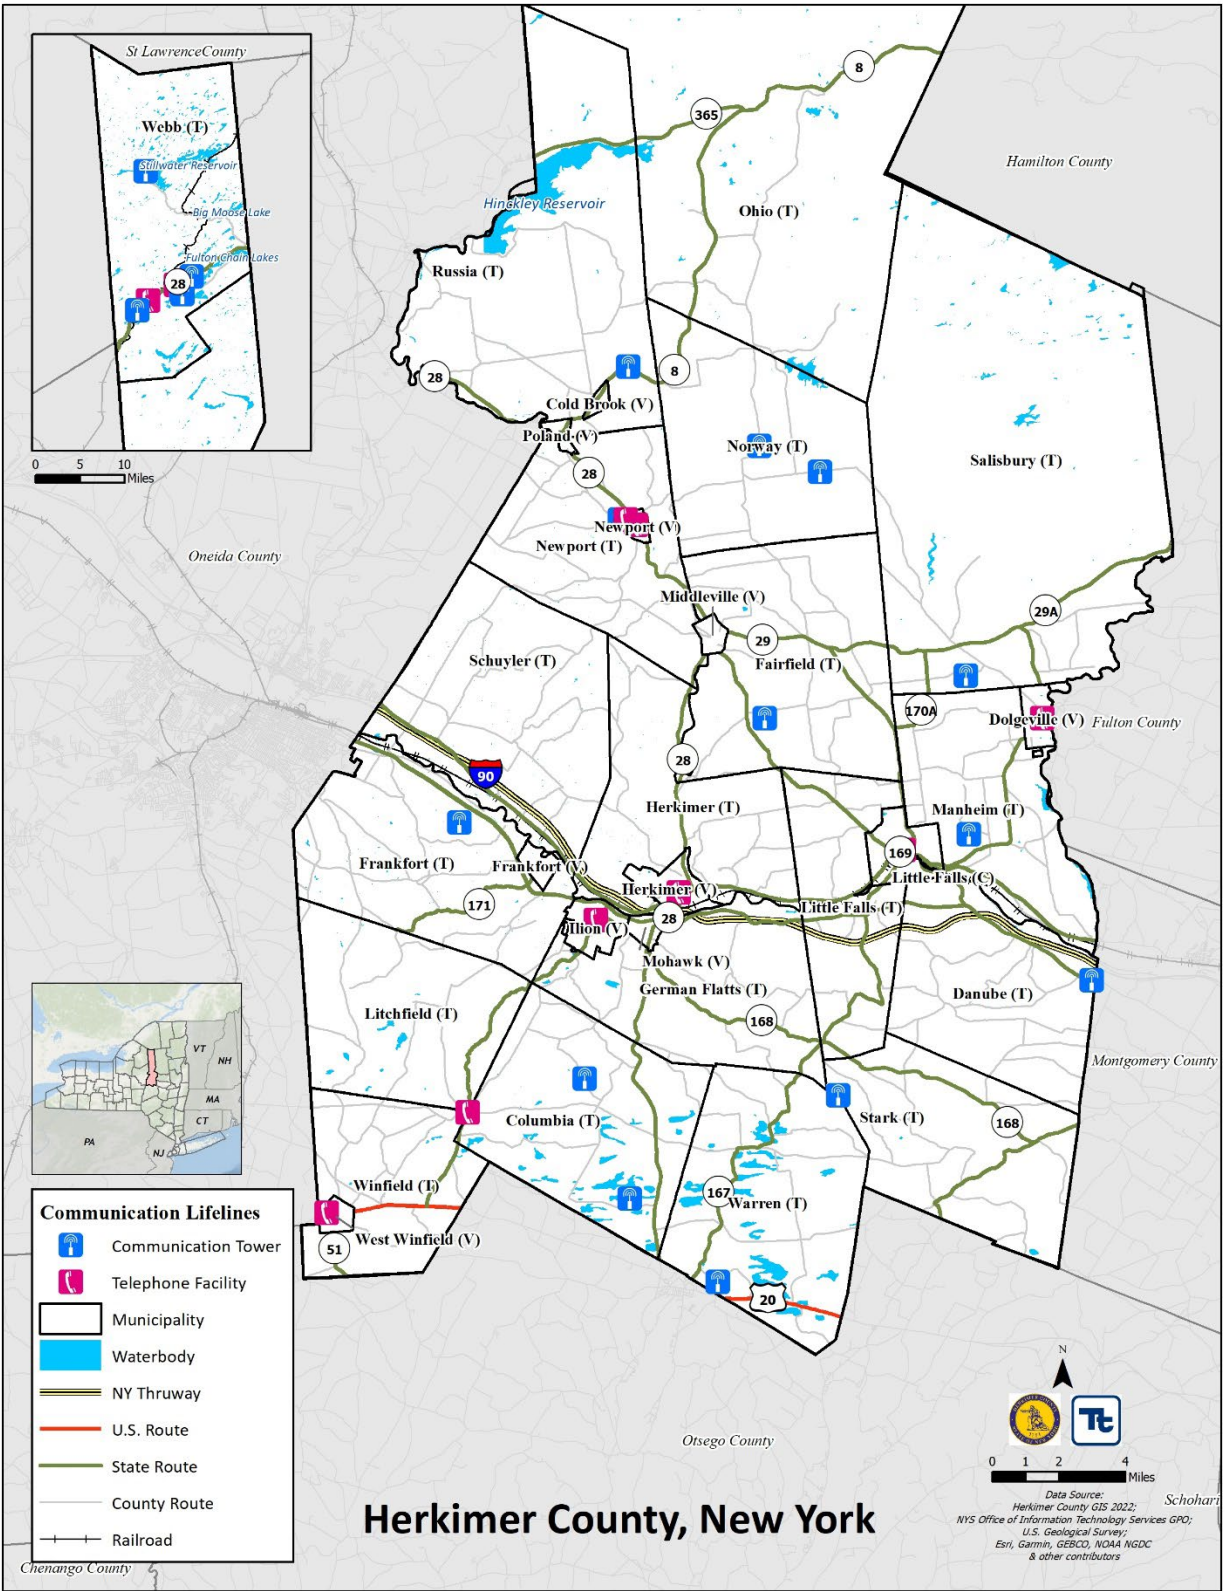 St LawrenceCounty
Webb (T)
Stillwater Reservoir
Big Moose Lake
Fulton Chain Lakes
28
0 5 10
Miles
8
365
Hamilton County
Hinckley Reservoir
Ohio (T)
Russia (T)
28
8
Cold Brook (V)
Poland (V)
Norway (T)
Salisbury (T)
28
Newport (V)
Newport (T)
Oneida County
Middleville (V)
29A
29
Schuyler (T)
Fairfield (T)
170A
Dolgeville (V)
Fulton County
28
90
Herkimer (T)
Manheim (T)
Frankfort (T)
Frankfort (V)
169
Little Falls (C)
Herkimer (V)
171
Little Falls (T)
28
Ilion (V)
Mohawk (V)
German Flatts (T)
Danube (T)
Litchfield (T)
168
VT
NH
MA
CT
PA
NJ
Montgomery County
Columbia (T)
Stark (T)
168
Winfield (T)
167
Warren (T)
West Winfield (V)
51
20
Communication Lifelines
Communication Tower
Telephone Facility
Municipality
Waterbody
NY Thruway
U.S. Route
State Route
County Route
Railroad
Chenango County
Otsego County
N
Tt
0 1 2 4
Miles
Schohari
Herkimer County, New York
Data Source:
Herkimer County GIS 2022;
NYS Office of Information Technology Services GPO;
U.S. Geological Survey;
Esri, Garmin, GEBCO, NOAA NGDC
& other contributors